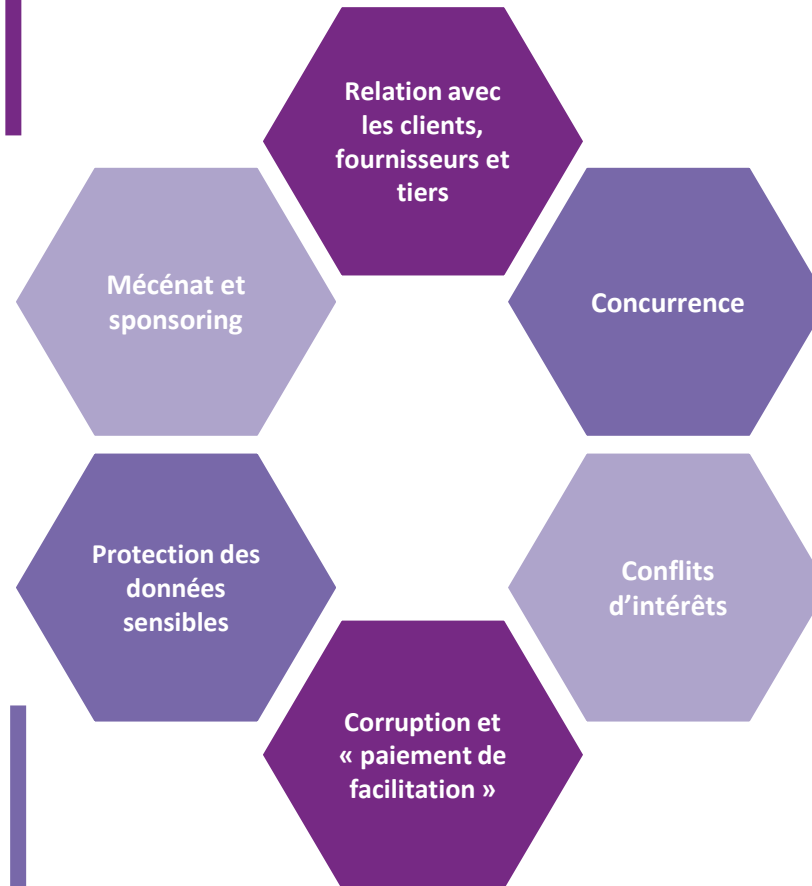 Relation avec
les clients,
fournisseurs et
tiers
Mécénat et
sponsoring
Concurrence
Protection des
données
sensibles
Conflits
d’intérêts
Corruption et
« paiement de
facilitation »